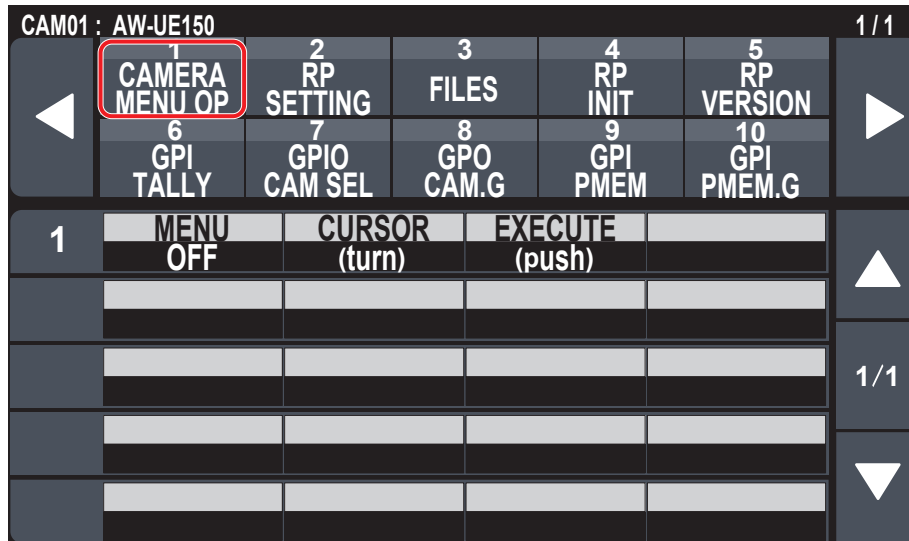 CAM01 : AW-UE150 1/1
1 2 3 4 5
CAMERA MENU OP RP SETTING FILES RP INIT RP VERSION
6 7 8 9 10
GPI TALLY GPIO CAM SEL GPO CAM.G GPI PMEM GPI PMEM.G
1 MENU CURSOR EXECUTE
OFF (turn) (push)
1/1